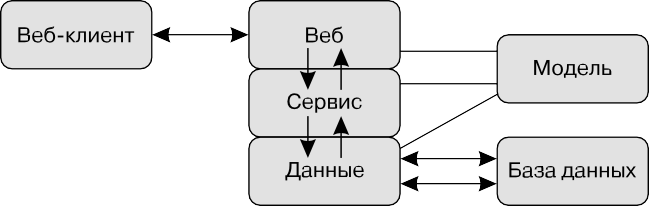 Веб-клиент
Веб
Модель
Сервис
Данные
База данных